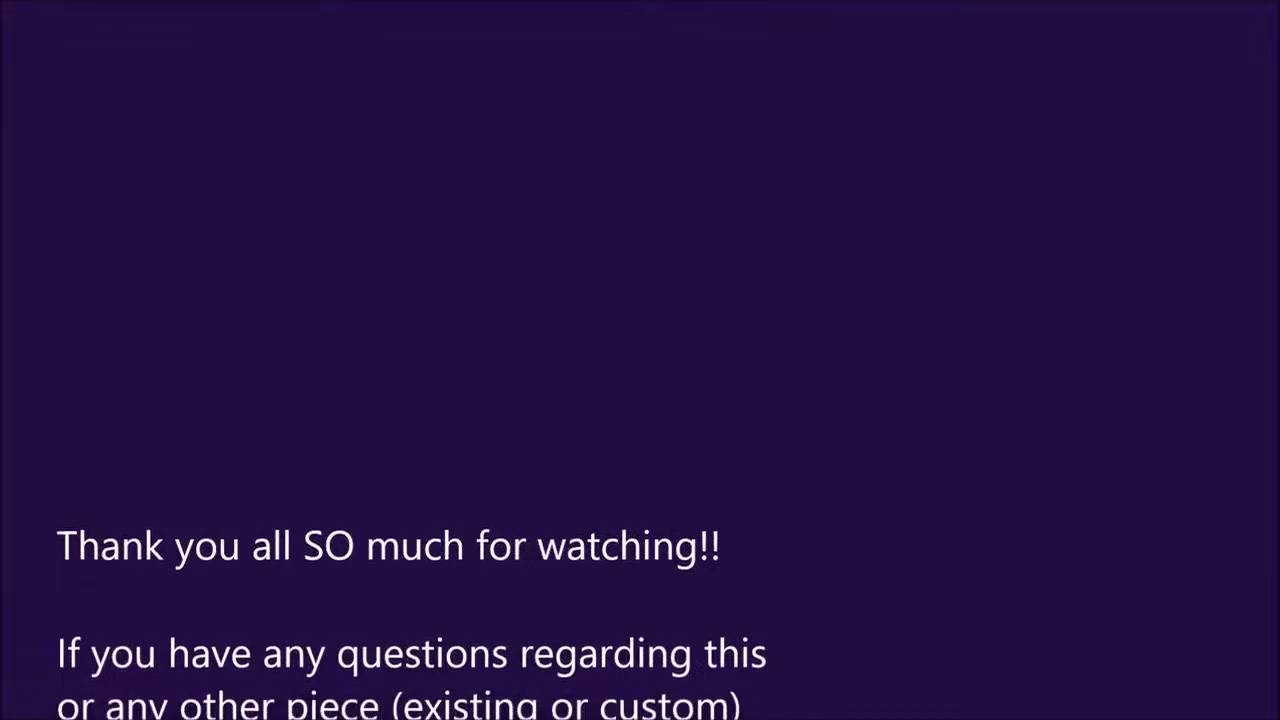 Thank you all SO much for watching!!
If you have any questions regarding this
or any other piece (existing or custom)